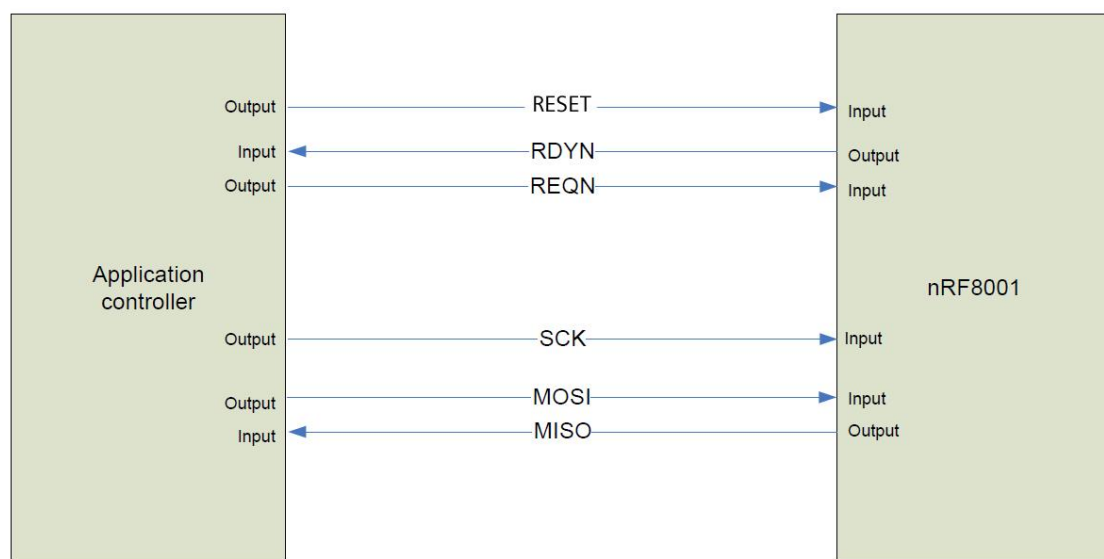 Output RESET Input
Input RDYN Output
Output REQN Input
Application
controller
nRF8001
Output SCK Input
Output MOSI Input
Input MISO Output